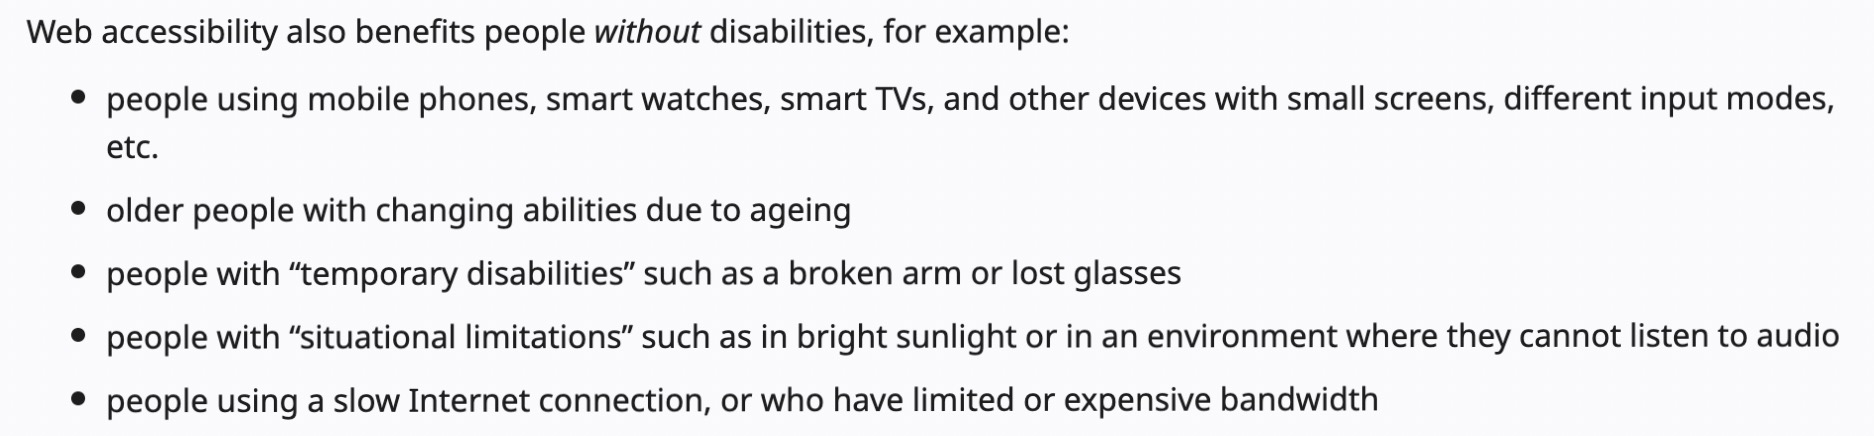 Web accessibility also benefits people without disabilities, for example:
• people using mobile phones, smart watches, smart TVs, and other devices with small screens, different input modes,
etc.
• older people with changing abilities due to ageing
• people with “temporary disabilities” such as a broken arm or lost glasses
• people with “situational limitations” such as in bright sunlight or in an environment where they cannot listen to audio
• people using a slow Internet connection, or who have limited or expensive bandwidth